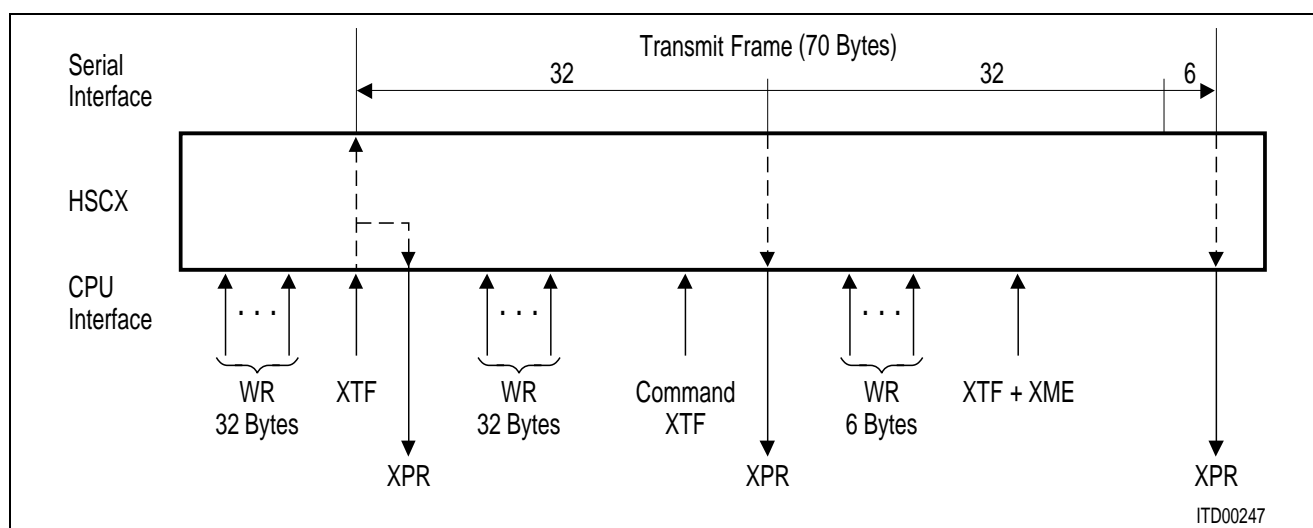 Transmit Frame (70 Bytes)
Serial
Interface
32
32
6
HSCX
CPU
Interface
. . .
. . .
. . .
WR
32 Bytes
XTF
WR
32 Bytes
Command
XTF
WR
6 Bytes
XTF + XME
XPR
XPR
XPR
ITD00247